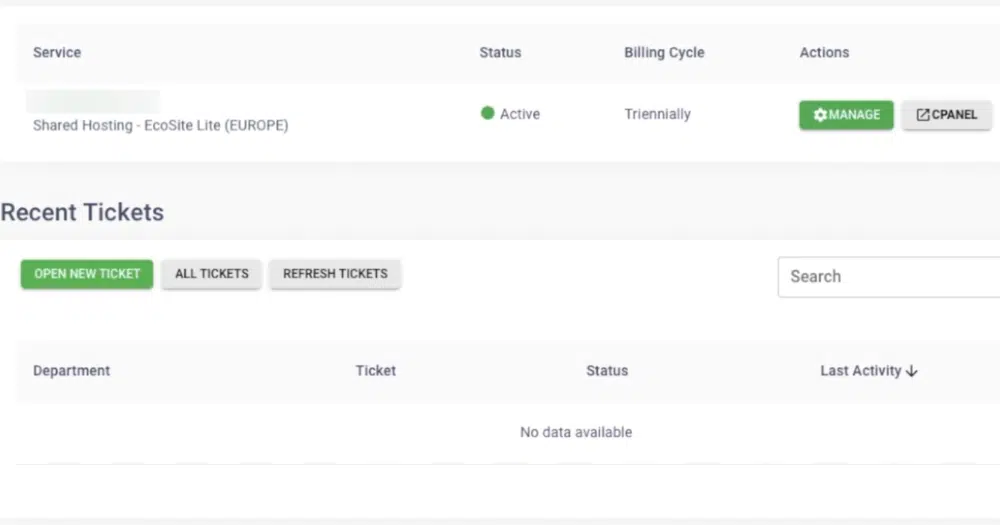 Service Status Billing Cycle Actions
Shared Hosting - EcoSite Lite (EUROPE) Active Triennially MANAGE CPANEL
Recent Tickets
OPEN NEW TICKET ALL TICKETS REFRESH TICKETS Search
Department Ticket Status Last Activity
No data available